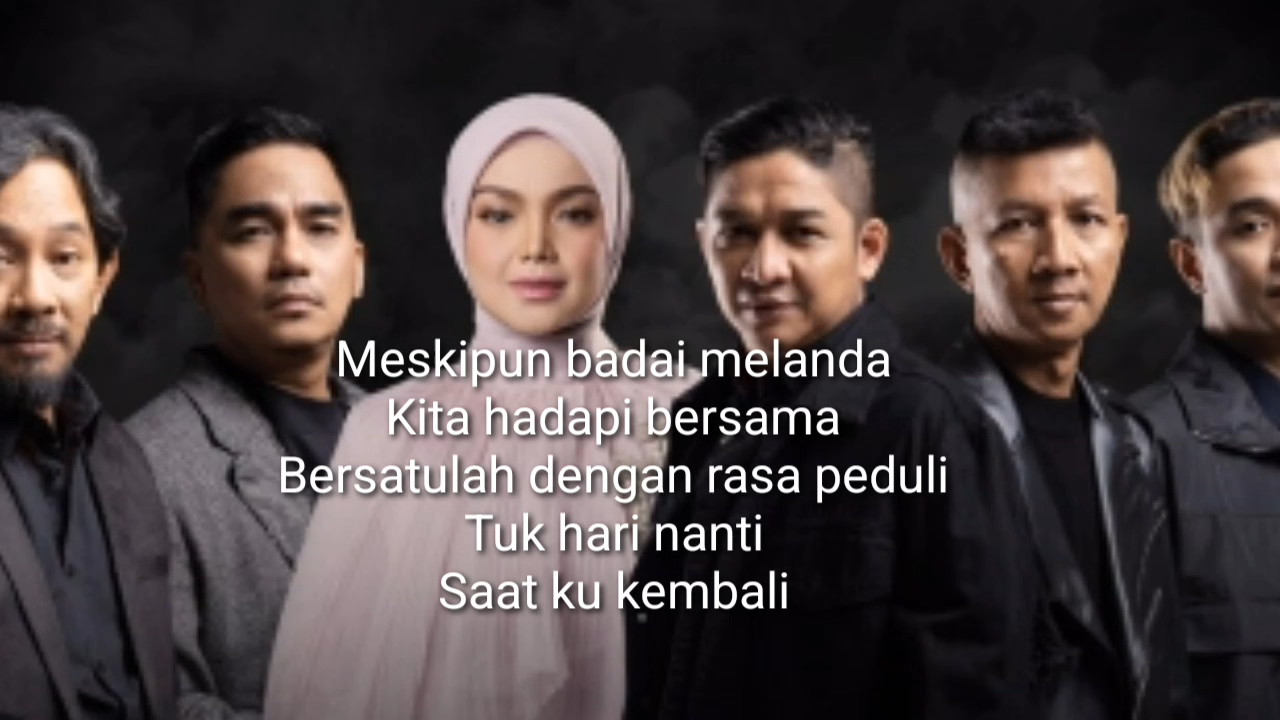 Meskipun badai melanda
Kita hadapi bersama
Bersatulah dengan rasa peduli
Tuk hari nanti
Saat ku kembali